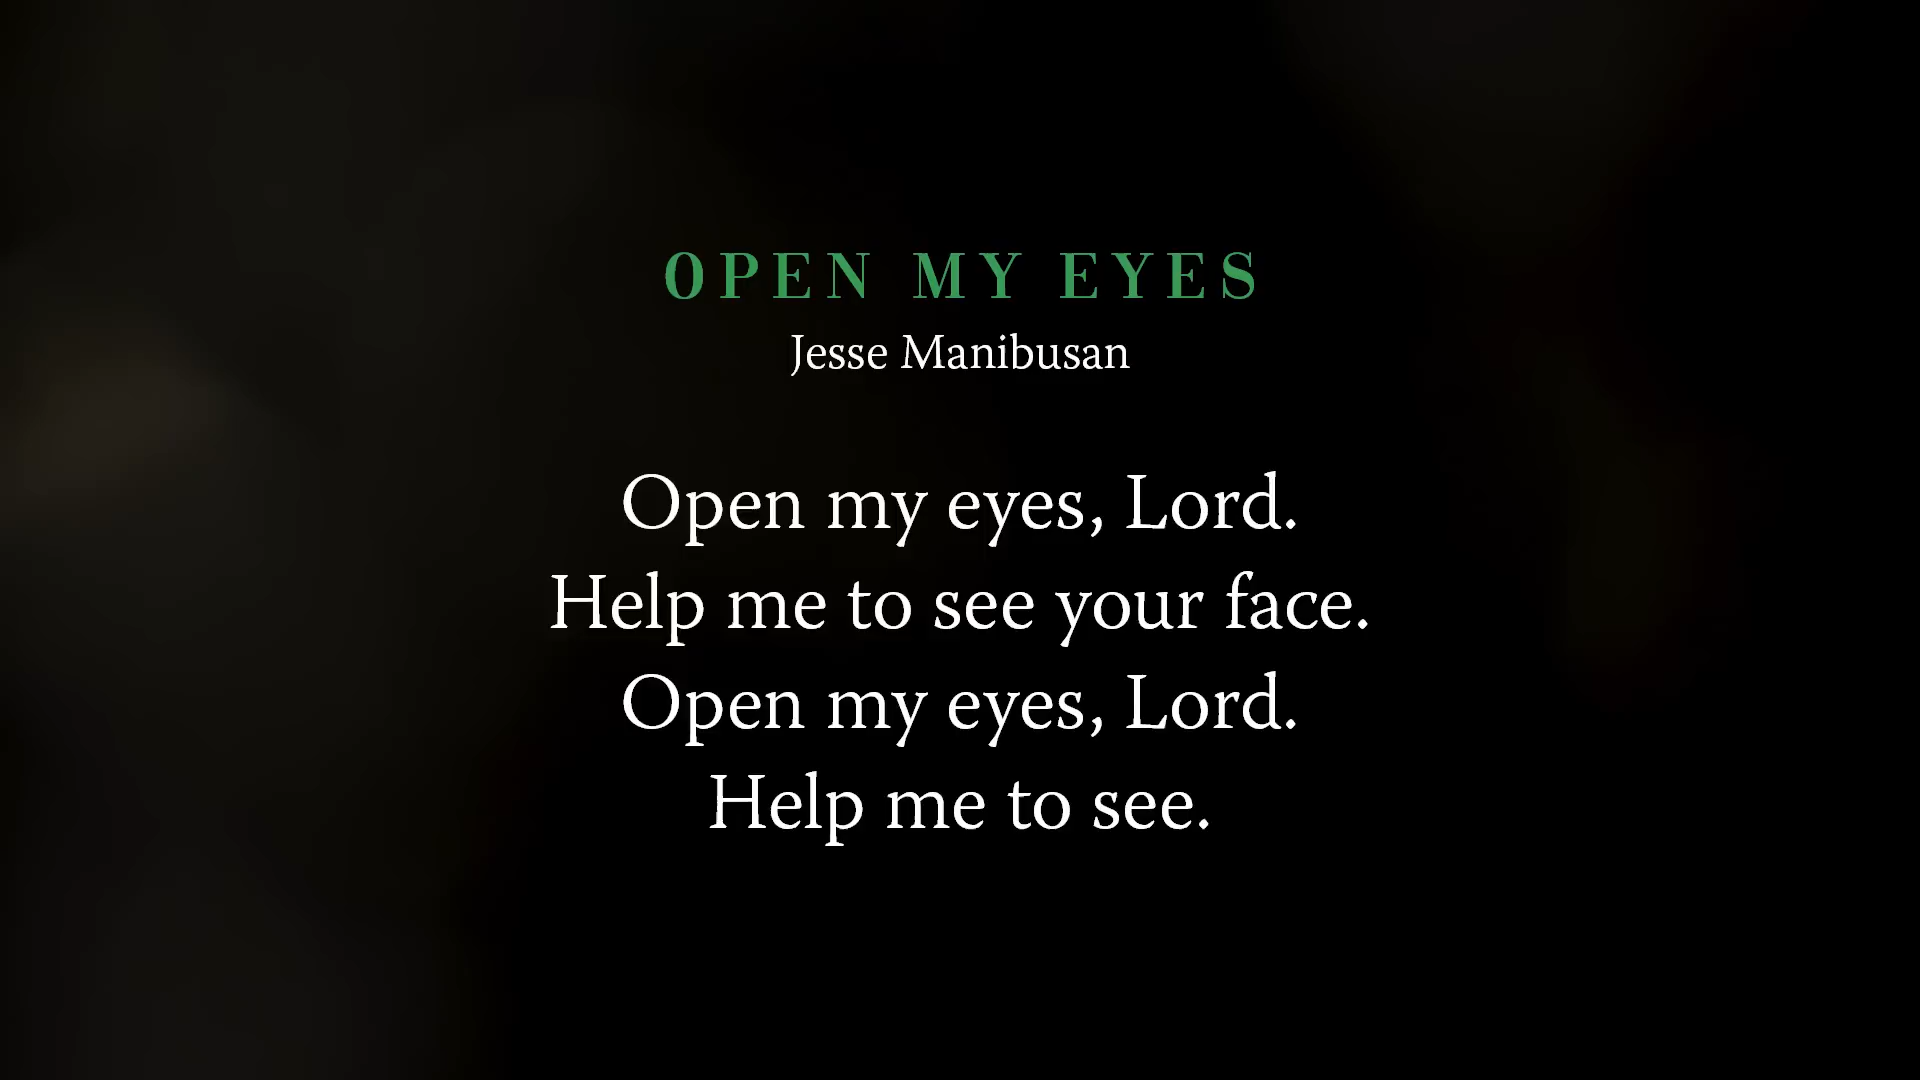 OPEN MY EYES
Jesse Manibusan
Open my eyes, Lord.
Help me to see your face.
Open my eyes, Lord.
Help me to see.